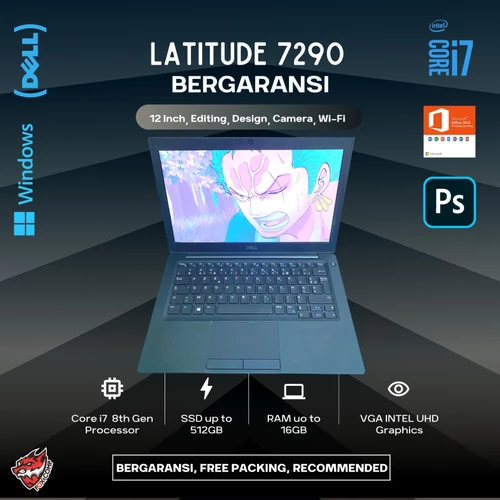 DELL
LATITUDE 7290
BERGARANSI
12 Inch, Editing, Design, Camera, Wi-Fi
intel
CORE i7
Windows
Ps
DELL
Core i7 8th Gen
Processor
SSD up to
512GB
RAM uo to
16GB
VGA INTEL UHD
Graphics
BERGARANSI, FREE PACKING, RECOMMENDED